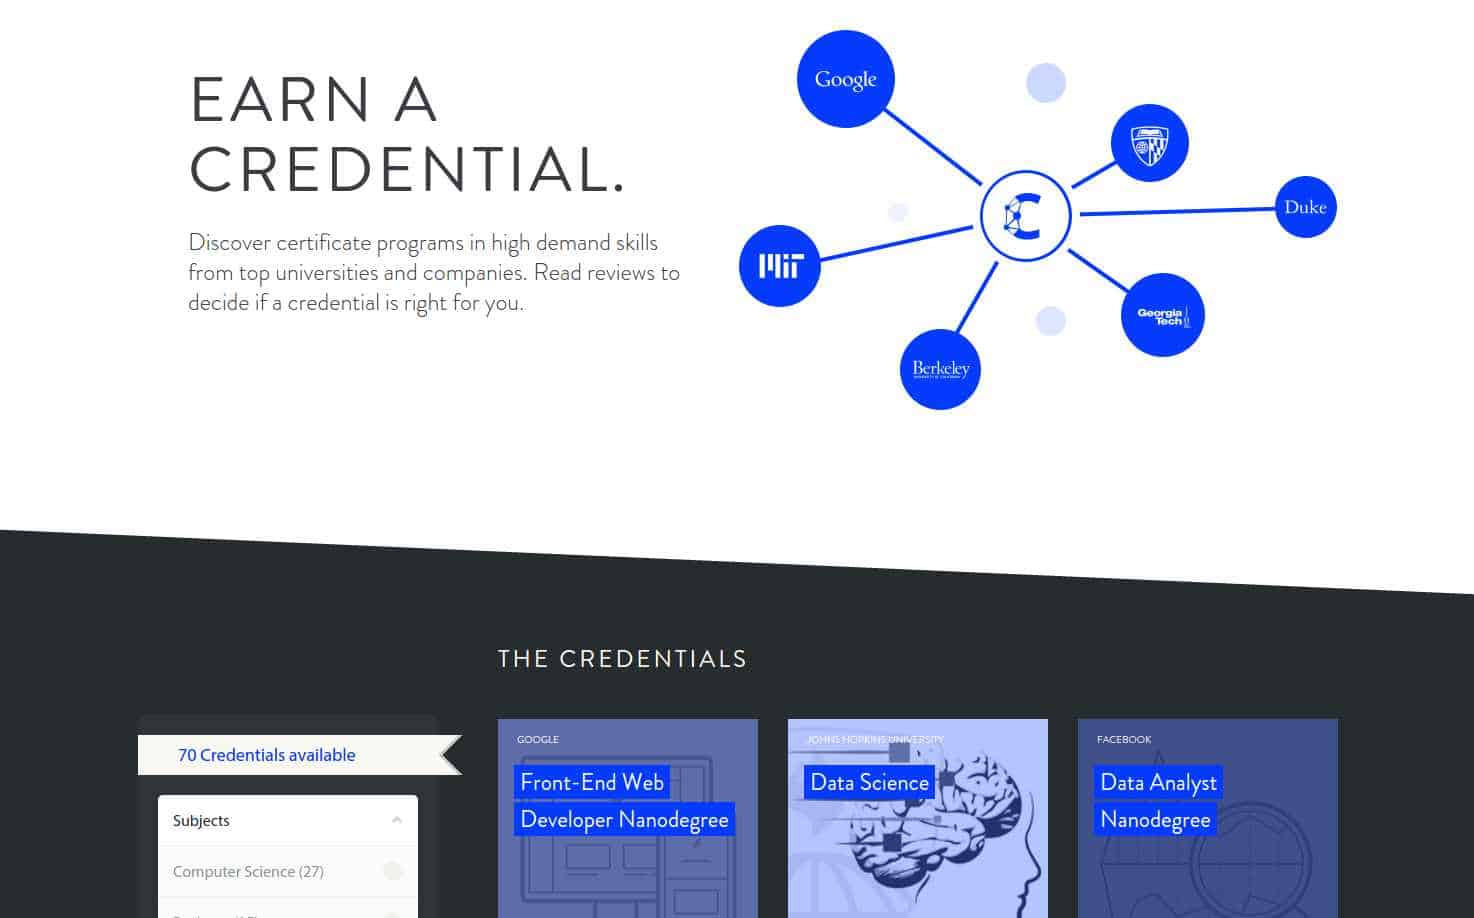 EARN A
CREDENTIAL.
Discover certificate programs in high demand skills
from top universities and companies. Read reviews to
decide if a credential is right for you.
Google
C
Duke
MIT
Georgia
Tech
Berkeley
THE CREDENTIALS
70 Credentials available
Subjects
Computer Science (27)
GOOGLE
Front-End Web
Developer Nanodegree
JOHNS HOPKINS UNIVERSITY
Data Science
FACEBOOK
Data Analyst
Nanodegree